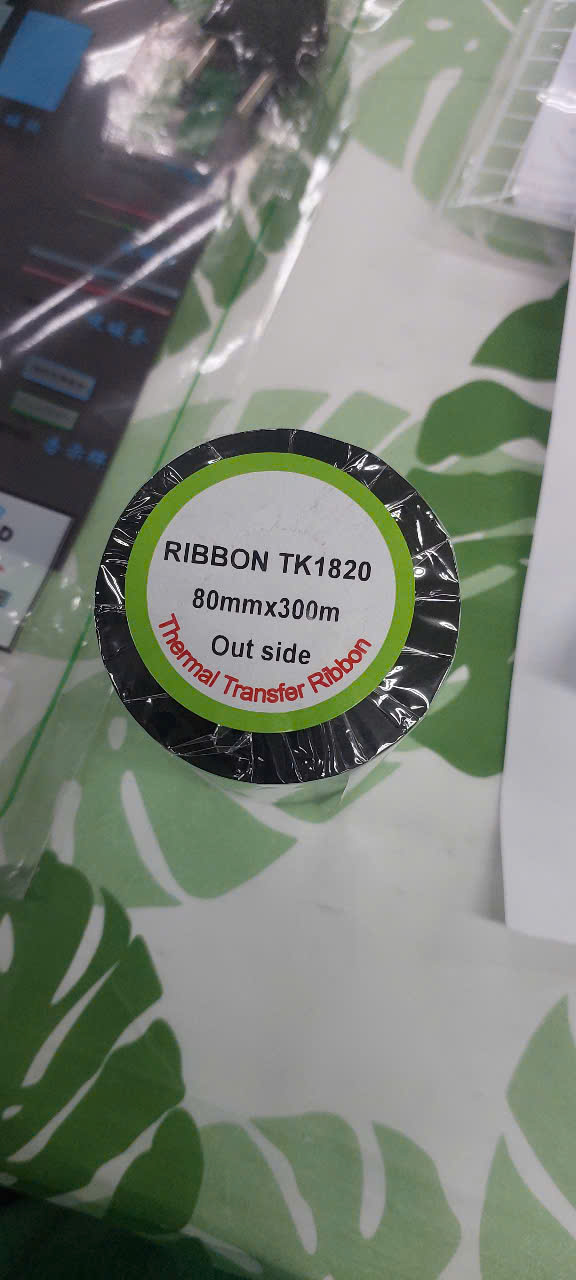 RIBBON TK1820
80mmx300m
Out side
Thermal Transfer Ribbon
D